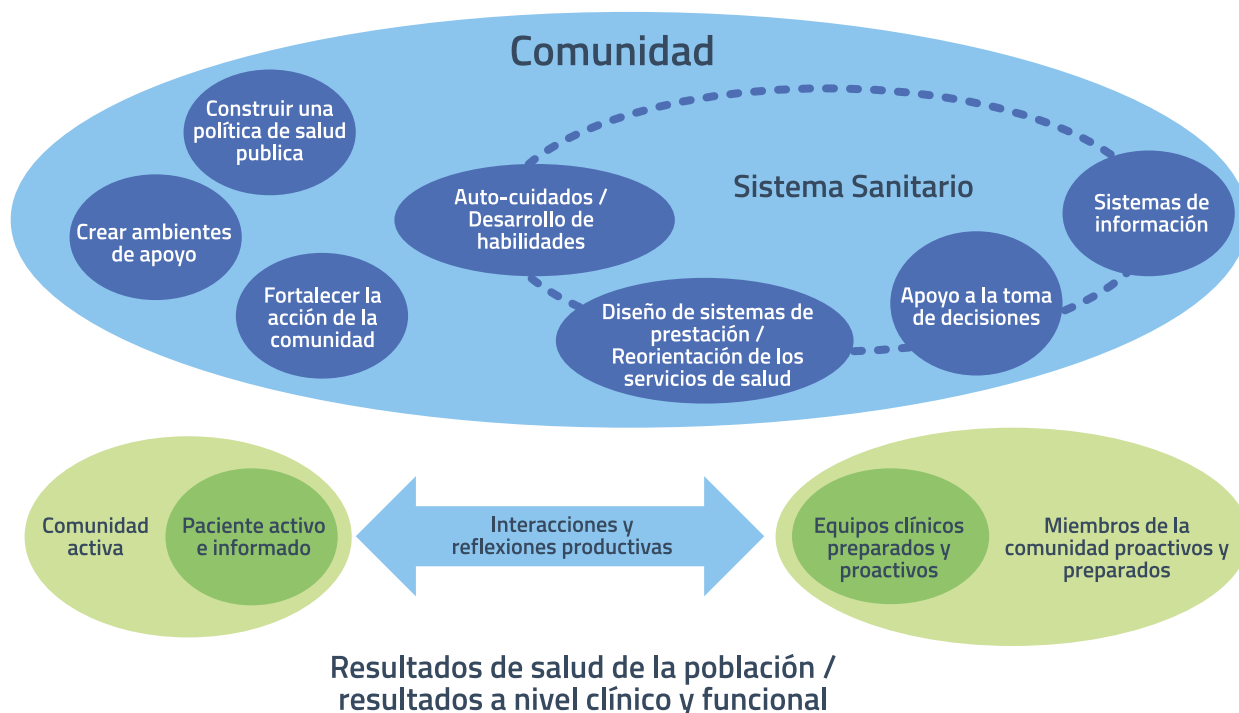 Comunidad
Construir una
política de salud
publica
Crear ambientes
de apoyo
Fortalecer la
acción de la
comunidad
Auto-cuidados /
Desarrollo de
habilidades
Sistema Sanitario
Diseño de sistemas de
prestación /
Reorientación de los
servicios de salud
Apoyo a la toma
de decisiones
Sistemas de
información
Comunidad
activa
Paciente activo
e informado
Interacciones y
reflexiones productivas
Equipos clínicos
preparados y
proactivos
Miembros de la
comunidad proactivos y
preparados
Resultados de salud de la población /
resultados a nivel clínico y funcional